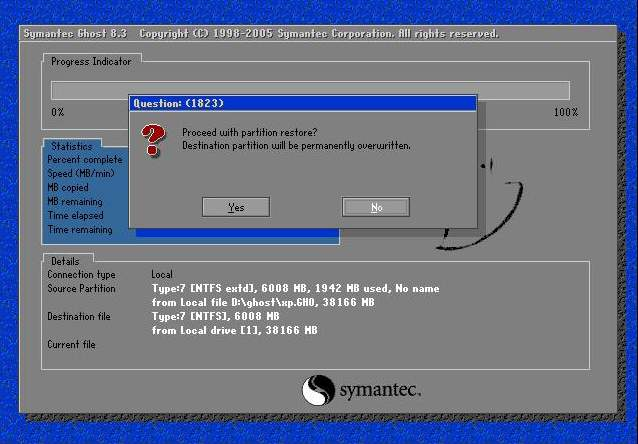 Symantec Ghost 8.3 Copyright (C) 1998-2005 Symantec Corporation. All rights reserved.
Progress Indicator
0%
100%
Question: (1823)
?
Proceed with partition restore?
Destination partition will be permanently overwritten.
Yes
No
Statistics
Percent complete
Speed (MB/min)
MB copied
MB remaining
Time elapsed
Time remaining
Details
Connection type Local
Source Partition Type:7 [NTFS extd], 6008 MB, 1942 MB used, No name
from Local file D:\ghost\xp.GHO, 38166 MB
Destination file Type:7 [NTFS], 6008 MB
from Local drive [1], 38166 MB
Current file
symantec.